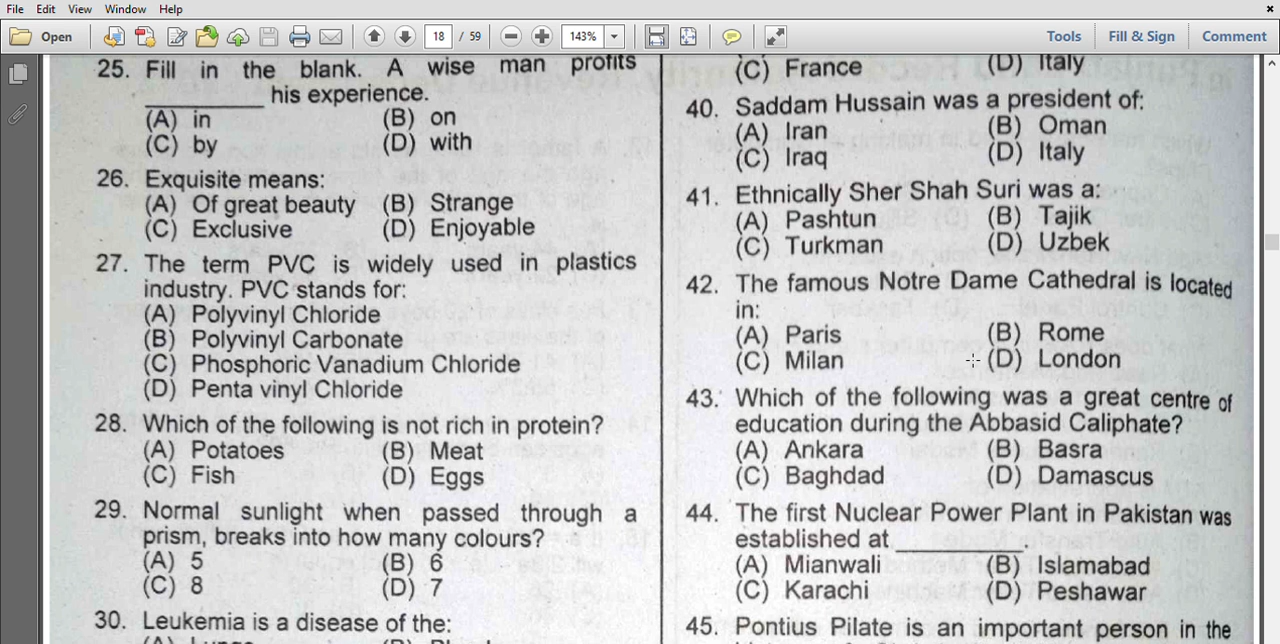 File Edit View Window Help
Open 18 / 59 143% Tools Fill & Sign Comment
25. Fill in the blank. A wise man profits
____________ his experience.
(A) in (B) on
(C) by (D) with
26. Exquisite means:
(A) Of great beauty (B) Strange
(C) Exclusive (D) Enjoyable
27. The term PVC is widely used in plastics
industry. PVC stands for:
(A) Polyvinyl Chloride
(B) Polyvinyl Carbonate
(C) Phosphoric Vanadium Chloride
(D) Penta vinyl Chloride
28. Which of the following is not rich in protein?
(A) Potatoes (B) Meat
(C) Fish (D) Eggs
29. Normal sunlight when passed through a
prism, breaks into how many colours?
(A) 5 (B) 6
(C) 8 (D) 7
30. Leukemia is a disease of the:
(C) France (D) Italy
40. Saddam Hussain was a president of:
(A) Iran (B) Oman
(C) Iraq (D) Italy
41. Ethnically Sher Shah Suri was a:
(A) Pashtun (B) Tajik
(C) Turkman (D) Uzbek
42. The famous Notre Dame Cathedral is located
in:
(A) Paris (B) Rome
(C) Milan (D) London
43. Which of the following was a great centre of
education during the Abbasid Caliphate?
(A) Ankara (B) Basra
(C) Baghdad (D) Damascus
44. The first Nuclear Power Plant in Pakistan was
established at ____________.
(A) Mianwali (B) Islamabad
(C) Karachi (D) Peshawar
45. Pontius Pilate is an important person in the